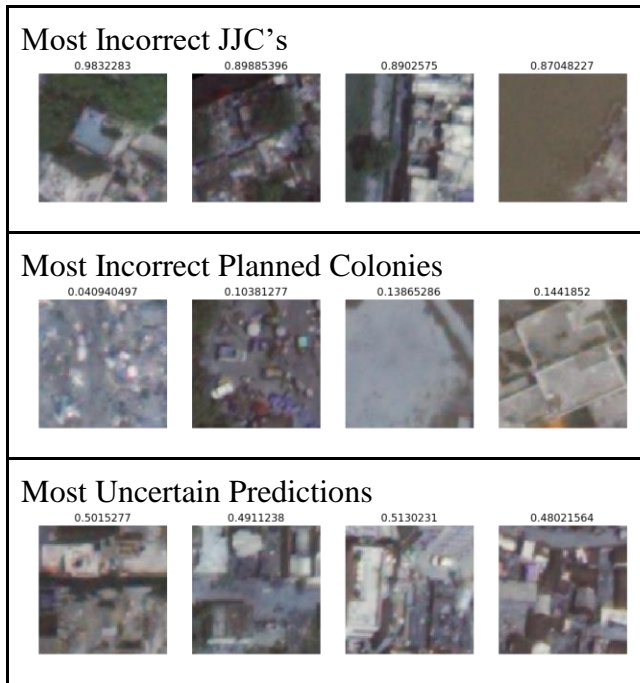 Most Incorrect JJC's
0.9832283 0.89885396 0.8902575 0.87048227
Most Incorrect Planned Colonies
0.040940497 0.10381277 0.13865286 0.1441852
Most Uncertain Predictions
0.5015277 0.4911238 0.5130231 0.48021564